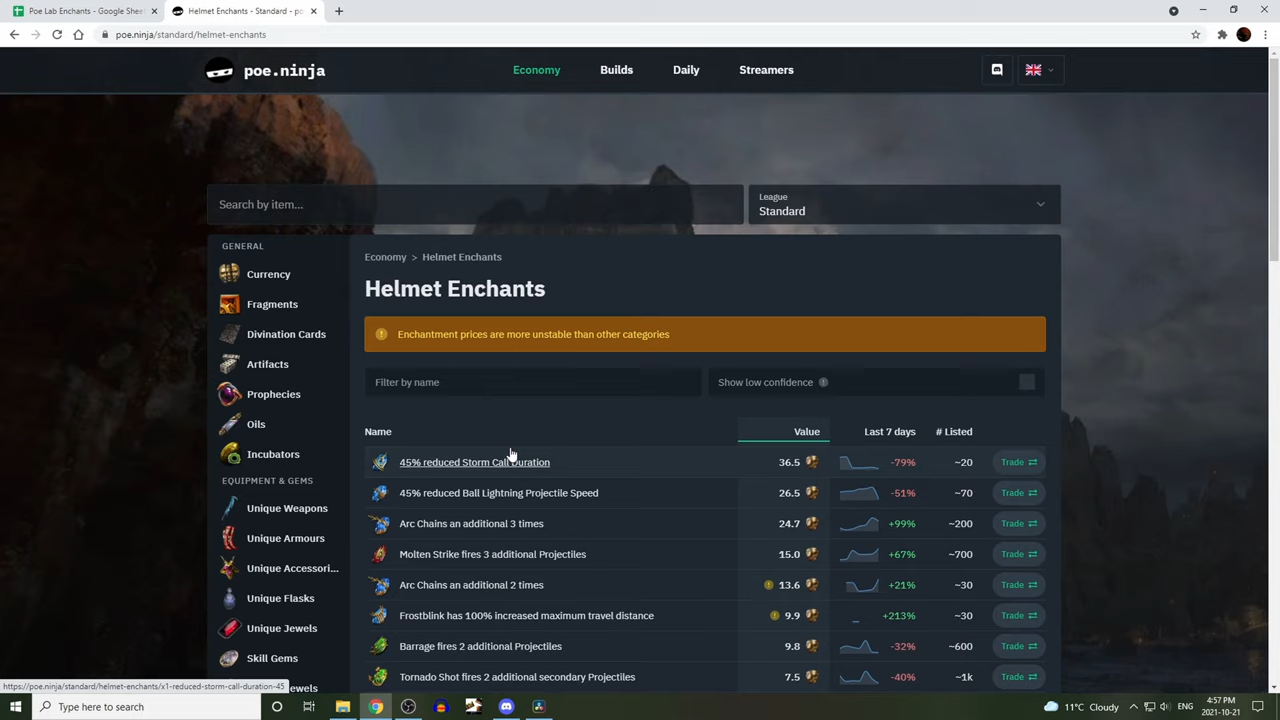 Poe Lab Enchants - Google Sheet
Helmet Enchants - Standard - po
poe.ninja/standard/helmet-enchants
poe.ninja
Economy
Builds
Daily
Streamers
Search by item...
League
Standard
GENERAL
Currency
Fragments
Divination Cards
Artifacts
Prophecies
Oils
Incubators
EQUIPMENT & GEMS
Unique Weapons
Unique Armours
Unique Accessori...
Unique Flasks
Unique Jewels
Skill Gems
Jewels
Economy > Helmet Enchants
Helmet Enchants
Enchantment prices are more unstable than other categories
Filter by name
Show low confidence
Name Value Last 7 days # Listed
45% reduced Storm Call Duration 36.5 -79% ~20 Trade
45% reduced Ball Lightning Projectile Speed 26.5 -51% ~70 Trade
Arc Chains an additional 3 times 24.7 +99% ~200 Trade
Molten Strike fires 3 additional Projectiles 15.0 +67% ~700 Trade
Arc Chains an additional 2 times 13.6 +21% ~30 Trade
Frostblink has 100% increased maximum travel distance 9.9 +213% ~30 Trade
Barrage fires 2 additional Projectiles 9.8 -32% ~600 Trade
Tornado Shot fires 2 additional secondary Projectiles 7.5 -40% ~1k Trade
https://poe.ninja/standard/helmet-enchants/x1-reduced-storm-call-duration-45
Type here to search
11°C Cloudy
ENG
4:57 PM
2021-10-21